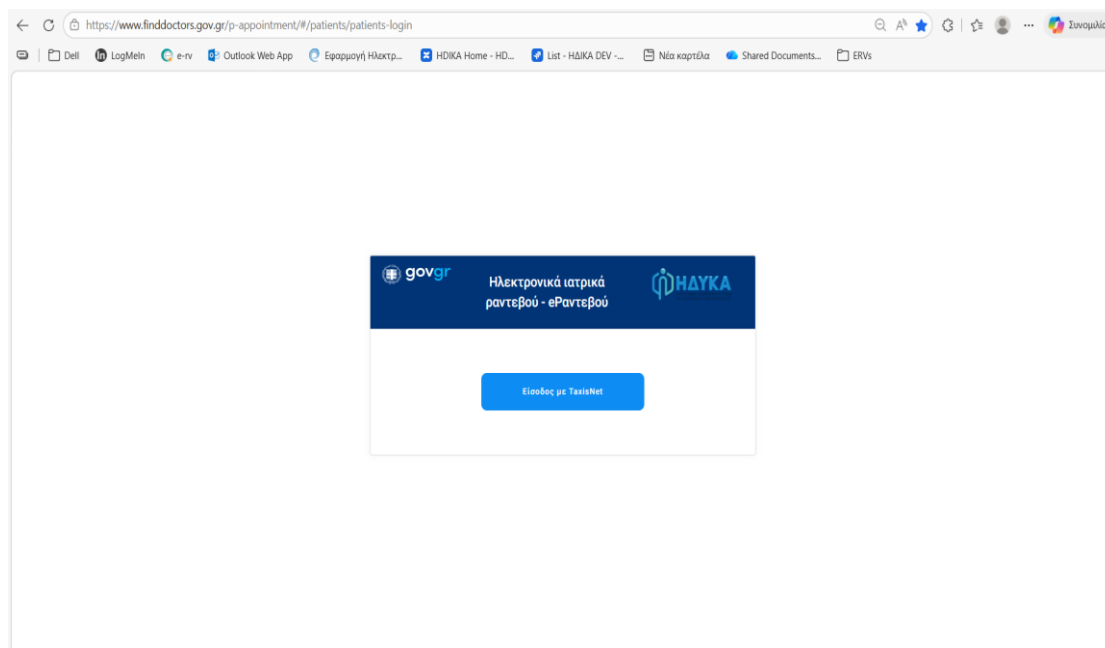 https://www.finddoctors.gov.gr/p-appointment/#/patients/patients-login
Συνομιλία
Dell LogMeIn e-rv Outlook Web App Εφαρμογή Ηλεκτρ... HDIKA Home - HD... List - ΗΔΙΚΑ DEV -... Νέα καρτέλα Shared Documents... ERVs
govgr
Ηλεκτρονικά ιατρικά
ραντεβού - eΡαντεβού
ΗΔΥΚΑ
Είσοδος με TaxisNet